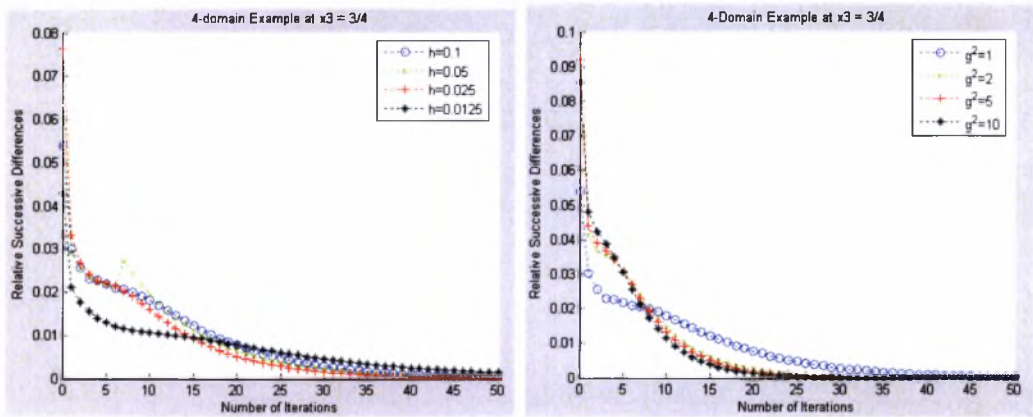 4-domain Example at x3 = 3/4
0.08
0.07
0.06
0.05
0.04
0.03
0.02
0.01
0
Relative Successive Differences
h=0.1
h=0.05
h=0.025
h=0.0125
0 5 10 15 20 25 30 35 40 45 50
Number of Iterations
4-Domain Example at x3 = 3/4
0.1
0.09
0.08
0.07
0.06
0.05
0.04
0.03
0.02
0.01
0
Relative Successive Differences
g²=1
g²=2
g²=5
g²=10
0 5 10 15 20 25 30 35 40 45 50
Number of Iterations